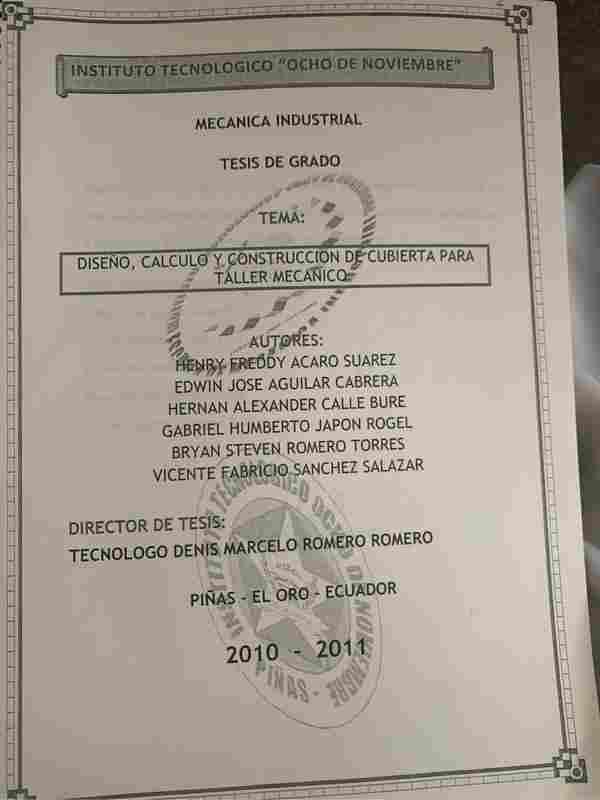 INSTITUTO TECNOLOGICO "OCHO DE NOVIEMBRE"
MECANICA INDUSTRIAL
TESIS DE GRADO
TEMA:
DISEÑO, CALCULO Y CONSTRUCCION DE CUBIERTA PARA
TALLER MECANICO.
AUTORES:
HENRY FREDDY ACARO SUAREZ
EDWIN JOSE AGUILAR CABRERA
HERNAN ALEXANDER CALLE BURE
GABRIEL HUMBERTO JAPON ROGEL
BRYAN STEVEN ROMERO TORRES
VICENTE FABRICIO SANCHEZ SALAZAR
DIRECTOR DE TESIS:
TECNOLOGO DENIS MARCELO ROMERO ROMERO
PIÑAS - EL ORO - ECUADOR
2010 - 2011
INSTITUTO TECNOLOGICO OCHO D NOVIEMBRE